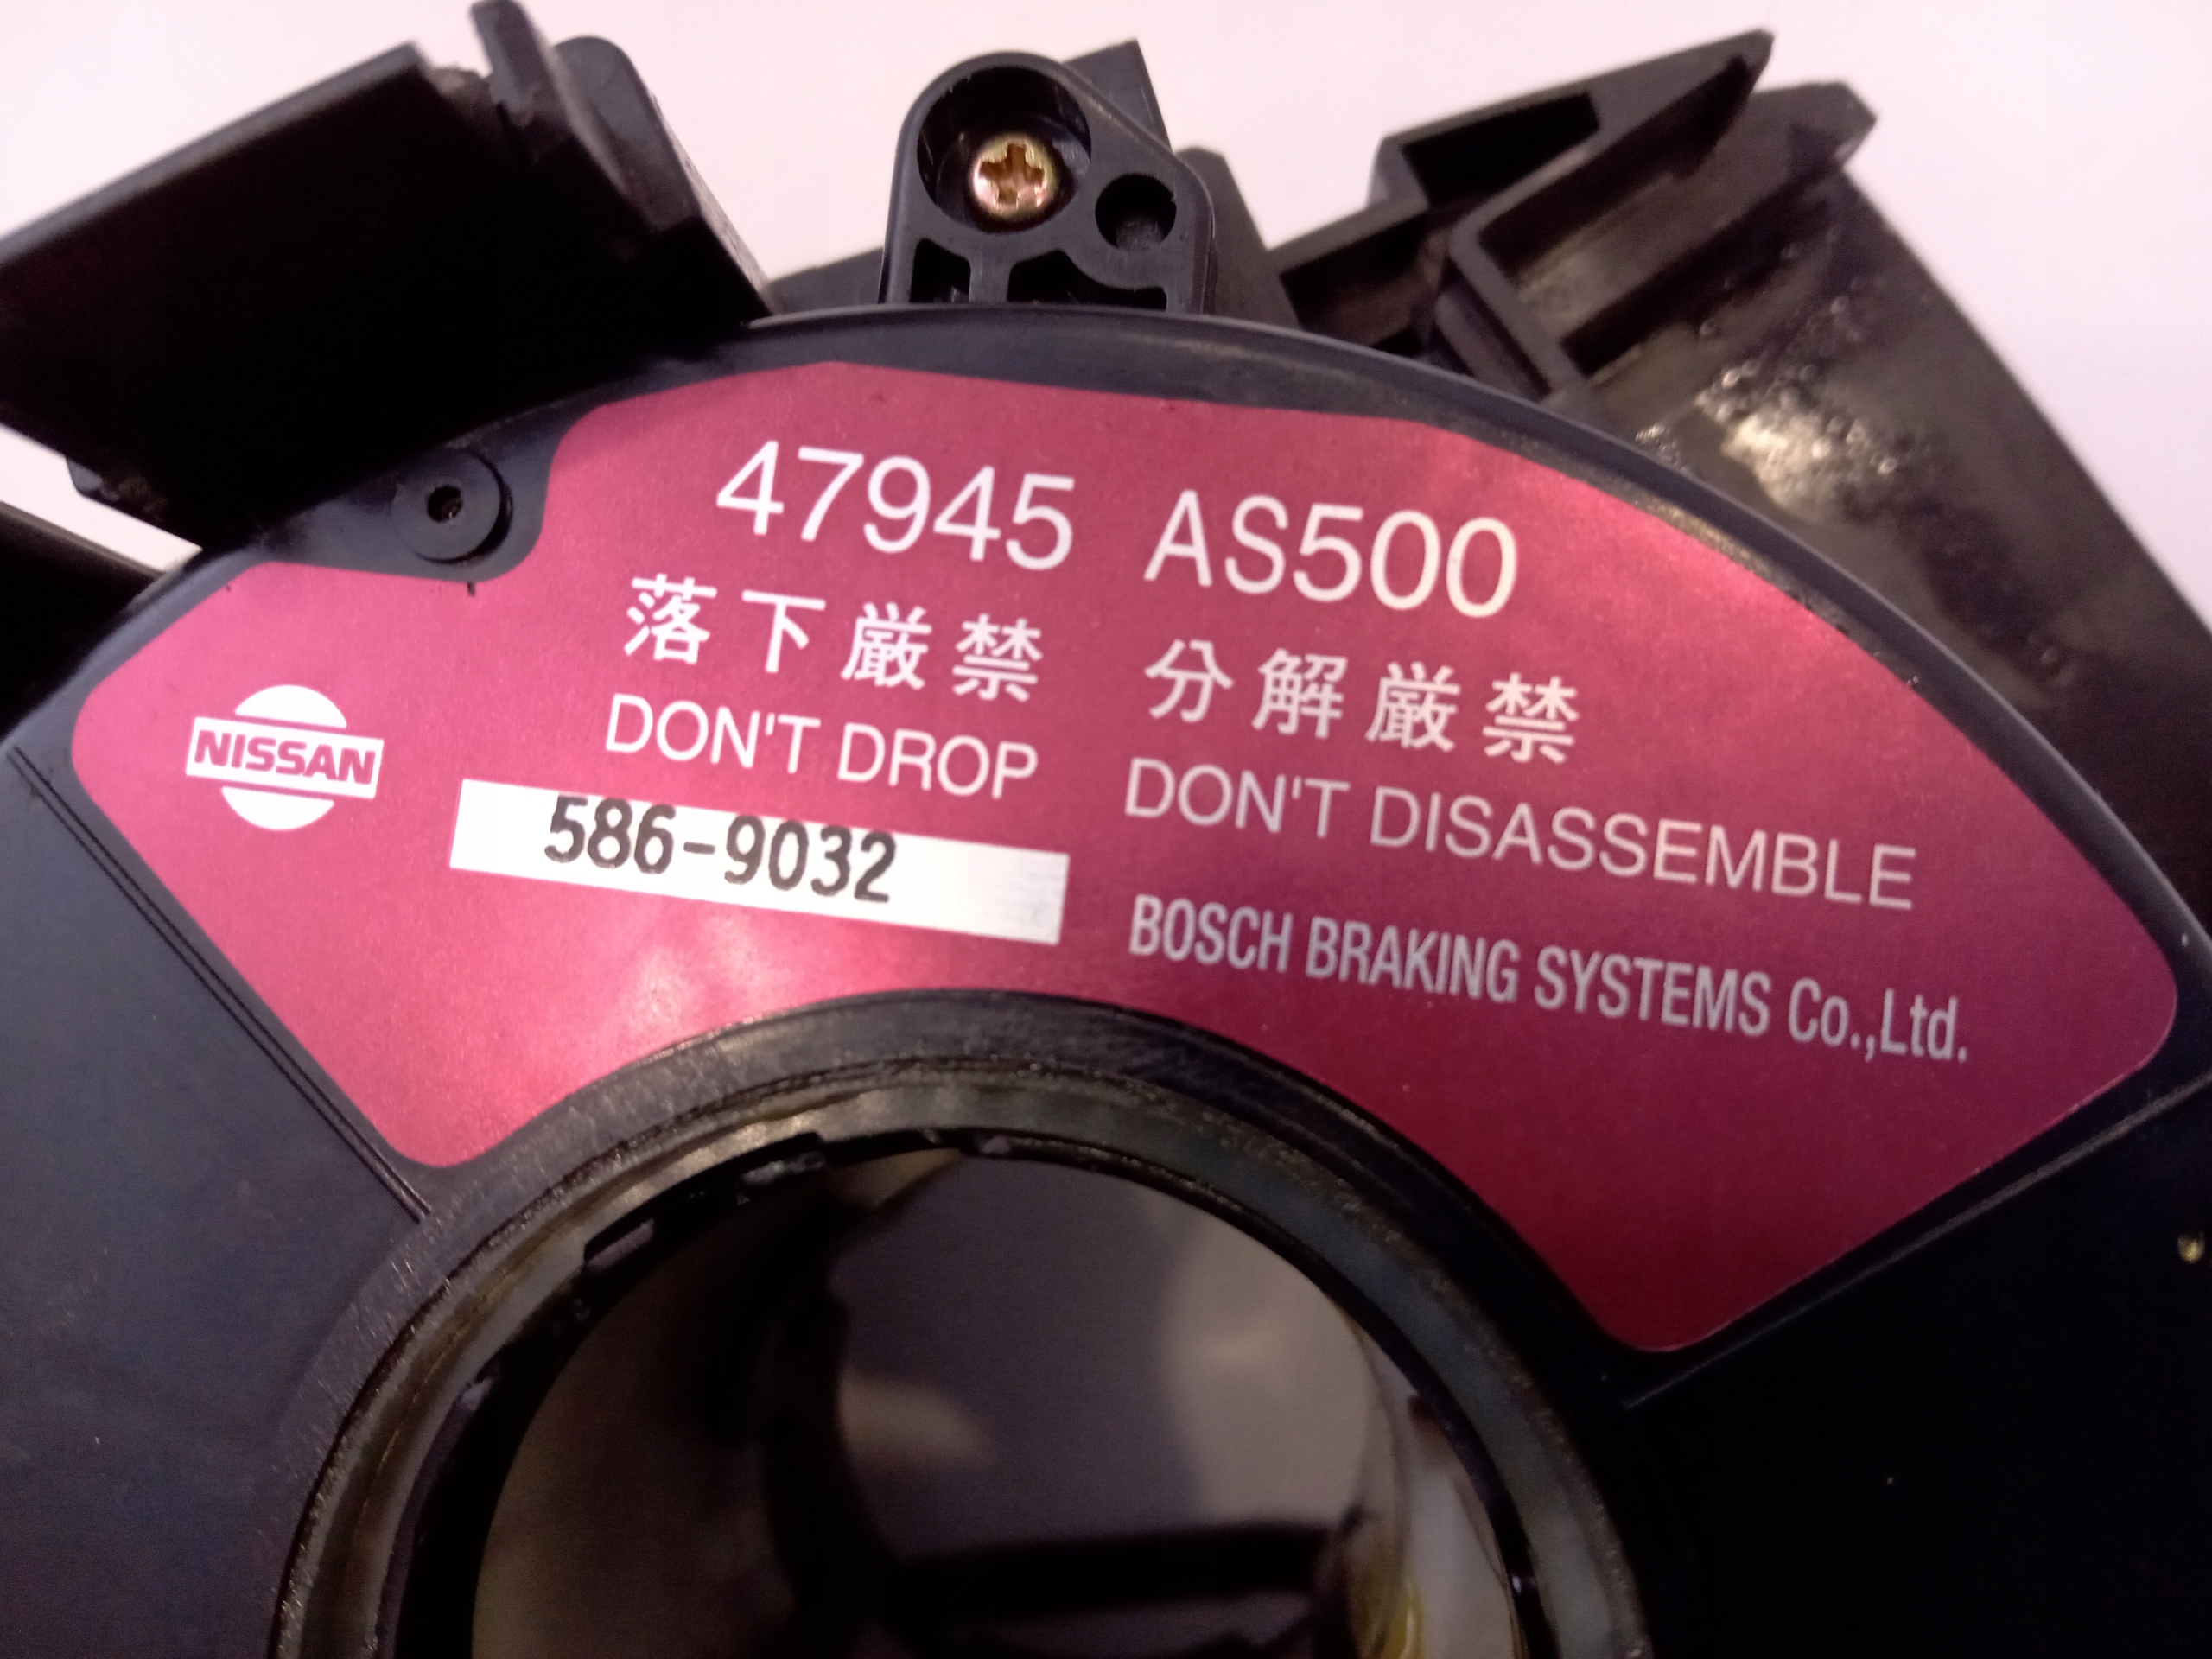 47945 AS500
落下厳禁 分解厳禁
DON'T DROP DON'T DISASSEMBLE
NISSAN
586-9032
BOSCH BRAKING SYSTEMS Co.,Ltd.